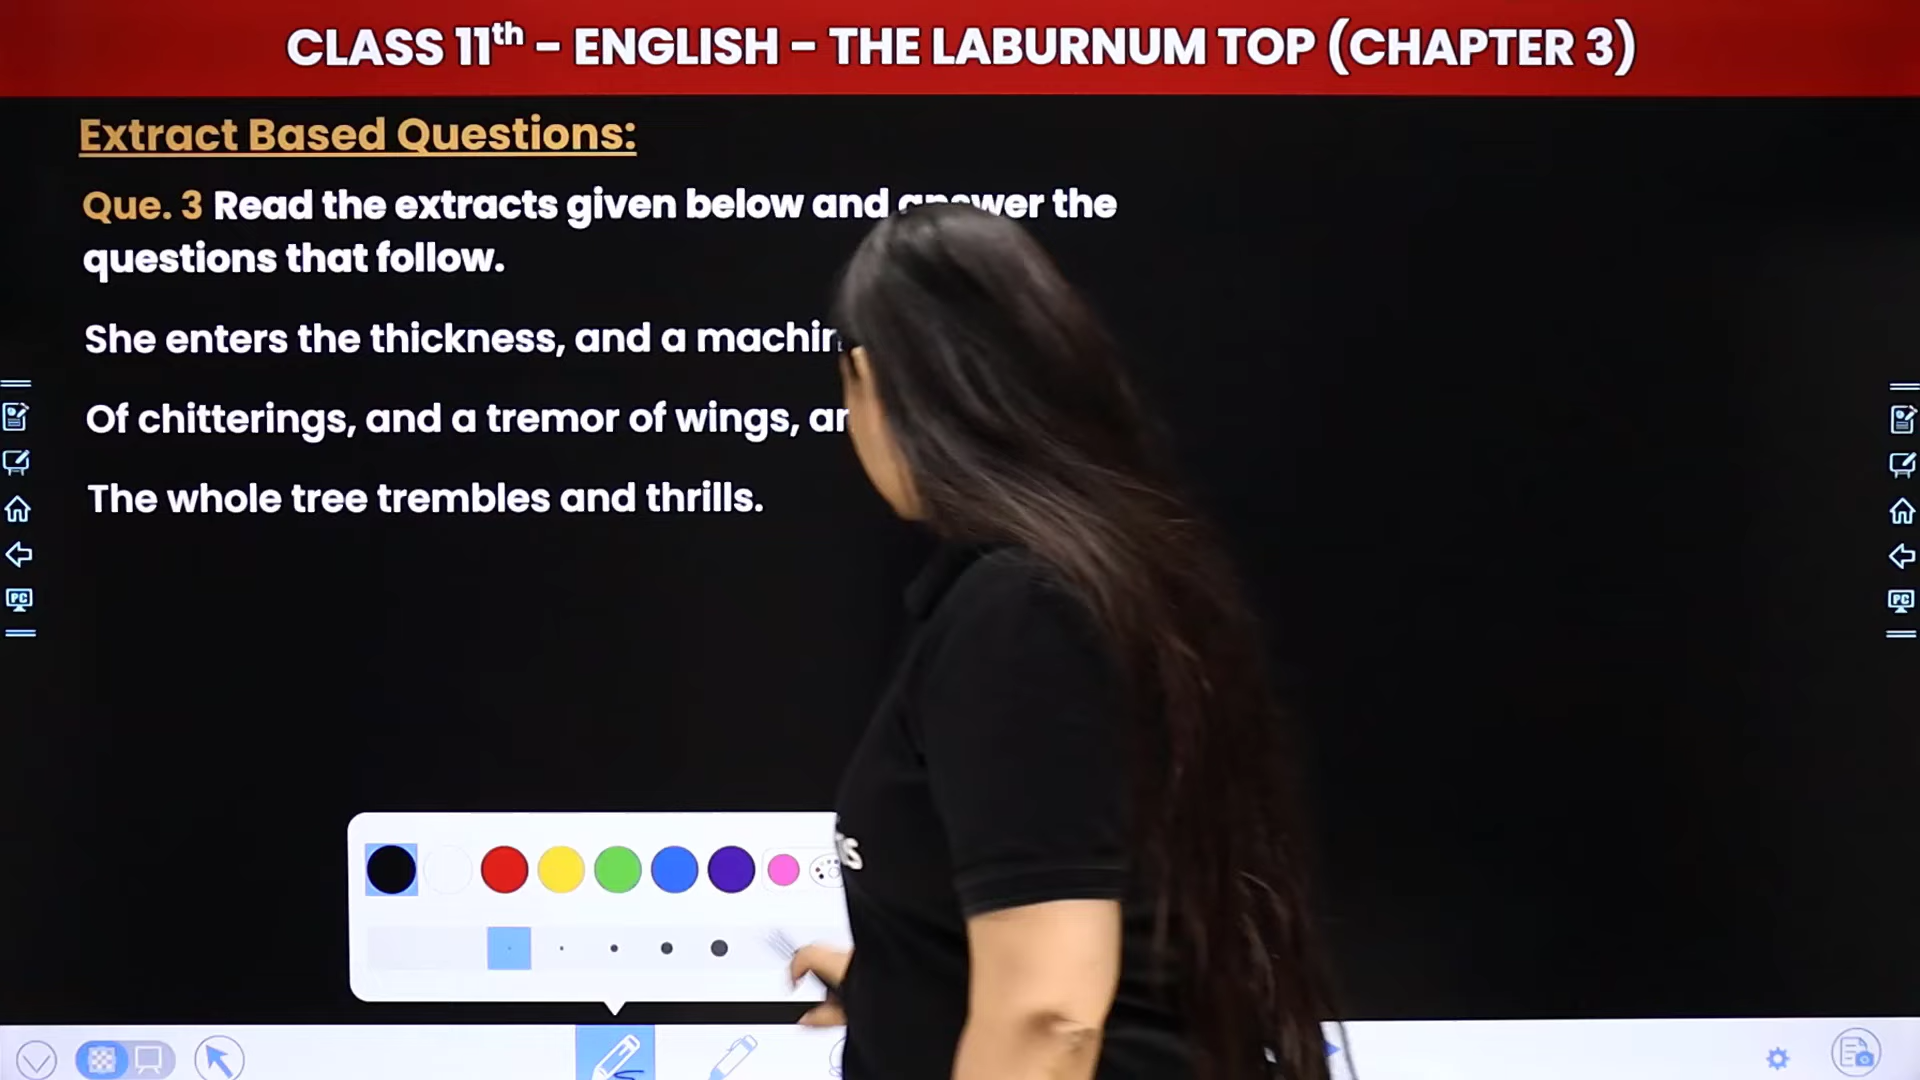 CLASS 11th – ENGLISH – THE LABURNUM TOP (CHAPTER 3)
Extract Based Questions:
Que. 3 Read the extracts given below and answer the
questions that follow.
She enters the thickness, and a
Of chitterings, and a tremor of wings,
The whole tree trembles and thrills.
PC
PC